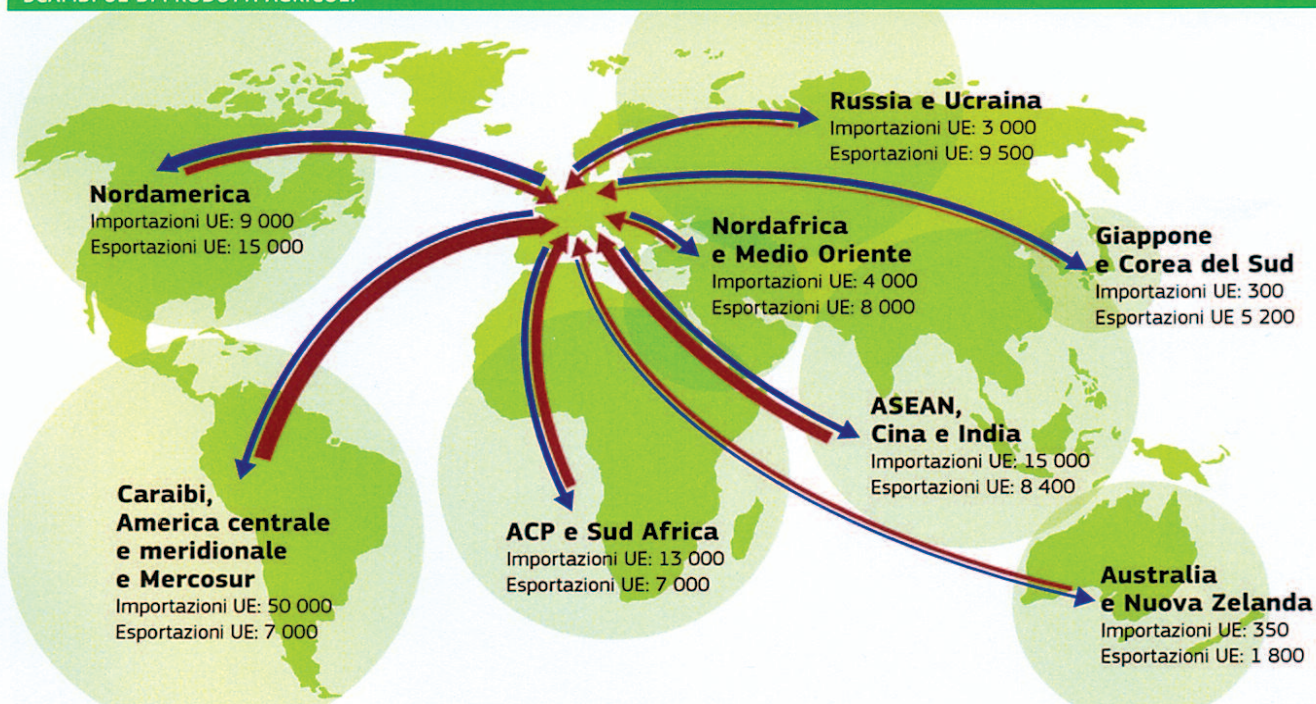 Russia e Ucraina
Importazioni UE: 3 000
Esportazioni UE: 9 500
Nordamerica
Importazioni UE: 9 000
Esportazioni UE: 15 000
Nordafrica
e Medio Oriente
Importazioni UE: 4 000
Esportazioni UE: 8 000
Giappone
e Corea del Sud
Importazioni UE: 300
Esportazioni UE 5 200
ASEAN,
Cina e India
Importazioni UE: 15 000
Esportazioni UE: 8 400
Caraibi,
America centrale
e meridionale
e Mercosur
Importazioni UE: 50 000
Esportazioni UE: 7 000
ACP e Sud Africa
Importazioni UE: 13 000
Esportazioni UE: 7 000
Australia
e Nuova Zelanda
Importazioni UE: 350
Esportazioni UE: 1 800